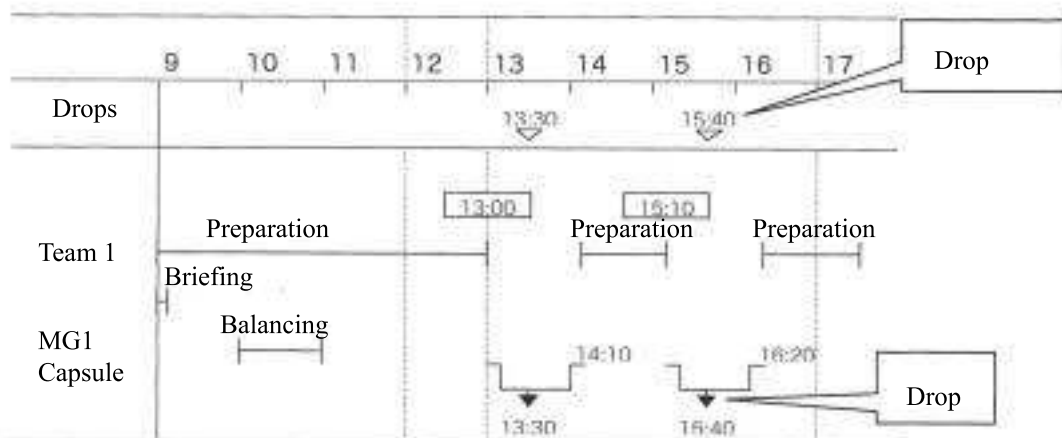 9 10 11 12 13 14 15 16 17
Drop
Drops
13:30 15:40
13:00 15:10
Preparation Preparation Preparation
Team 1
Briefing
Balancing
MG1
Capsule
14:10 16:20
Drop
13:30 15:40